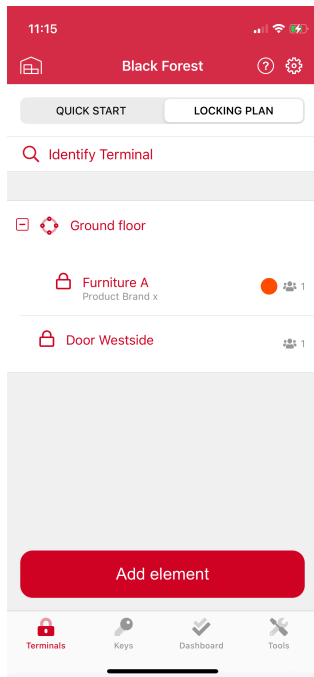 11:15
Black Forest
?
QUICK START
LOCKING PLAN
Identify Terminal
Ground floor
Furniture A
1
Product Brand x
Door Westside
1
Add element
Terminals
Keys
Dashboard
Tools